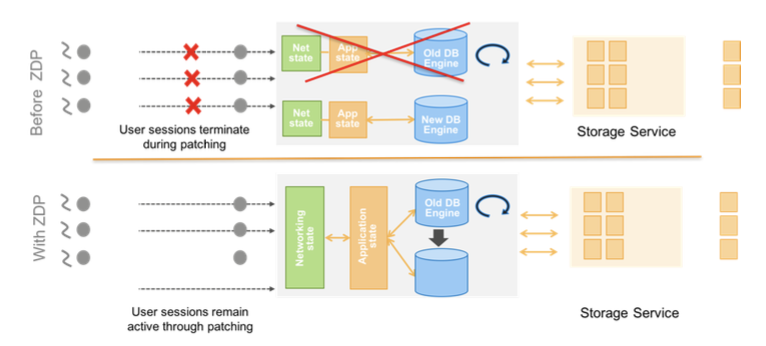 Before ZDP
Net
state
App
state
Old DB
Engine
Net
state
App
state
New DB
Engine
User sessions terminate
during patching
Storage Service
With ZDP
Networking
state
Application
state
Old DB
Engine
User sessions remain
active through patching
Storage Service